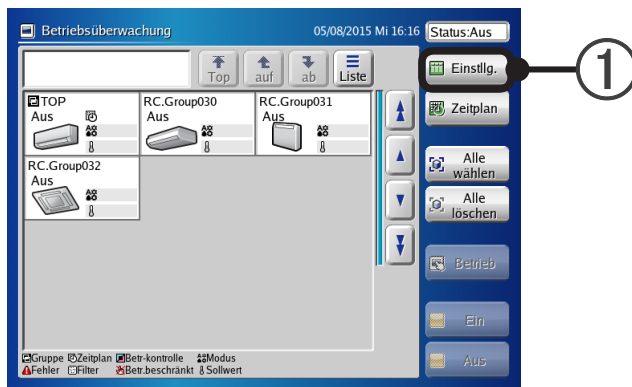 Betriebsüberwachung 05/08/2015 Mi 16:16 Status:Aus
Top auf ab Liste
Einstllg.
1
Zeitplan
Alle wählen
Alle löschen
Betrieb
Ein
Aus
TOP
Aus
RC.Group030
Aus
RC.Group031
Aus
RC.Group032
Aus
Gruppe Zeitplan Betr-kontrolle Modus
Fehler Filter Betr.beschränkt Sollwert